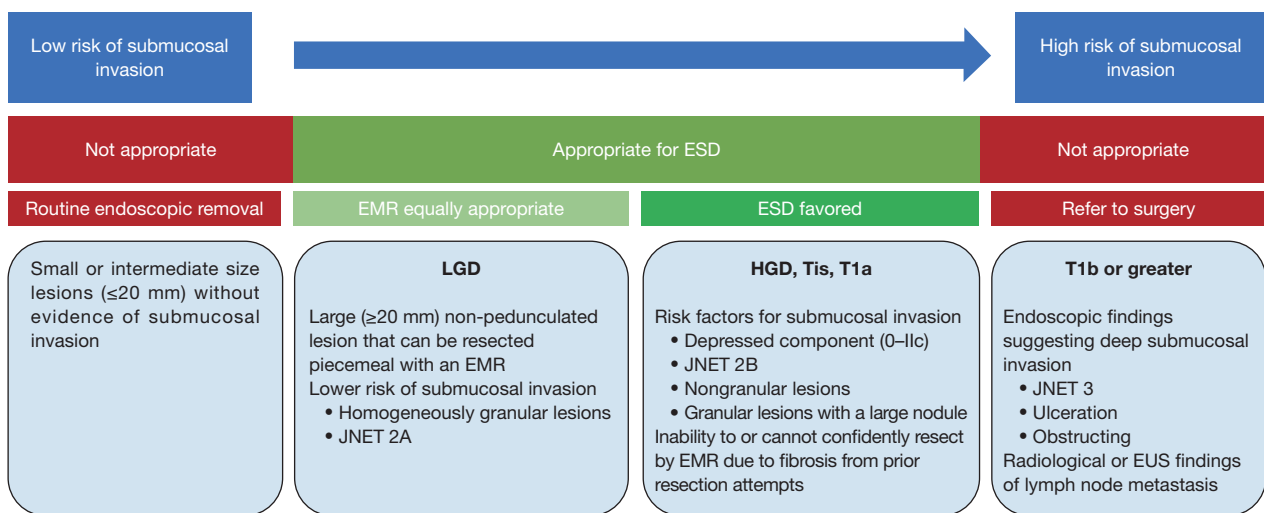 Low risk of submucosal
invasion
High risk of submucosal
invasion
Not appropriate
Appropriate for ESD
Not appropriate
Routine endoscopic removal
EMR equally appropriate
ESD favored
Refer to surgery
Small or intermediate size
lesions (≤20 mm) without
evidence of submucosal
invasion
LGD
Large (≥20 mm) non-pedunculated
lesion that can be resected
piecemeal with an EMR
Lower risk of submucosal invasion
• Homogeneously granular lesions
• JNET 2A
HGD, Tis, T1a
Risk factors for submucosal invasion
• Depressed component (0–IIc)
• JNET 2B
• Nongranular lesions
• Granular lesions with a large nodule
Inability to or cannot confidently resect
by EMR due to fibrosis from prior
resection attempts
T1b or greater
Endoscopic findings
suggesting deep submucosal
invasion
• JNET 3
• Ulceration
• Obstructing
Radiological or EUS findings
of lymph node metastasis